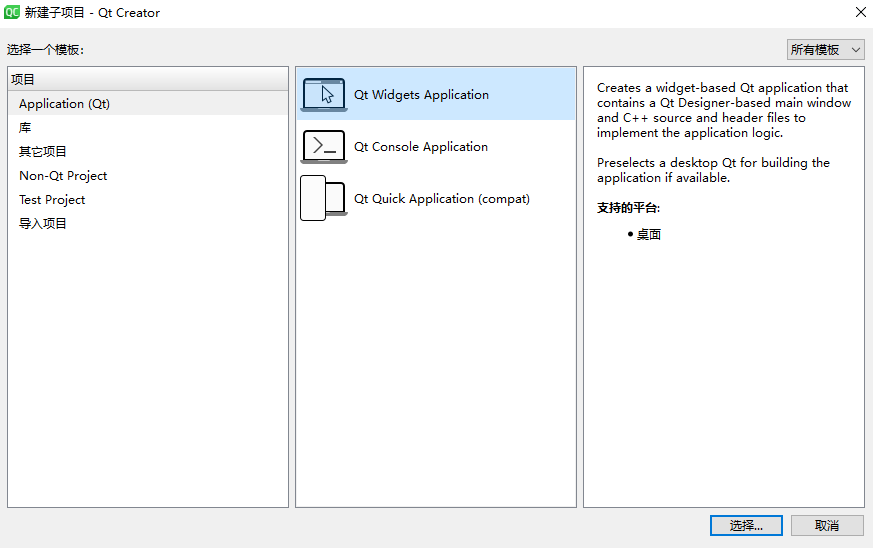 新建子项目 - Qt Creator
选择一个模板:
所有模板
项目
Application (Qt)
库
其它项目
Non-Qt Project
Test Project
导入项目
Qt Widgets Application
Qt Console Application
Qt Quick Application (compat)
Creates a widget-based Qt application that
contains a Qt Designer-based main window
and C++ source and header files to
implement the application logic.
Preselects a desktop Qt for building the
application if available.
支持的平台:
• 桌面
选择...
取消